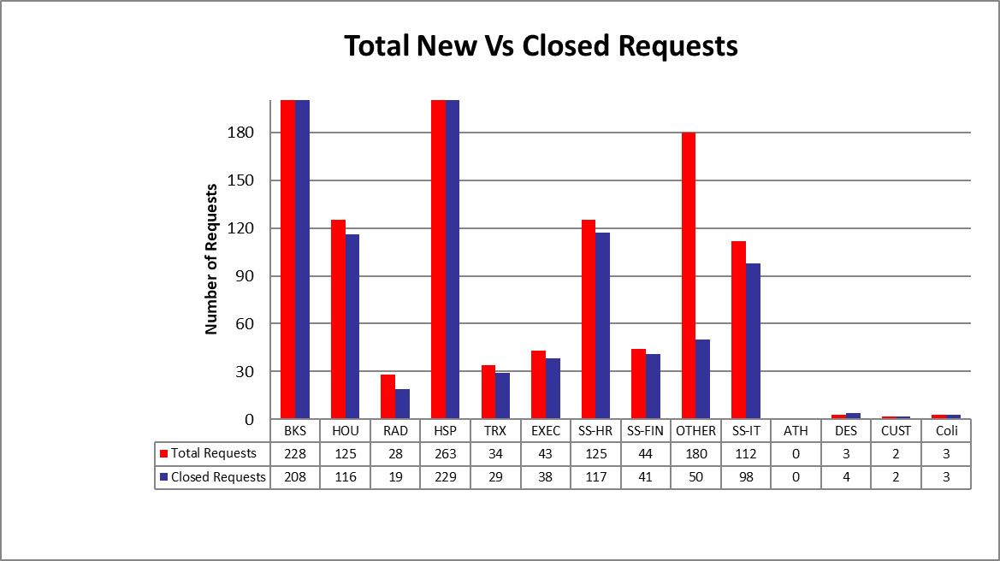 Total New Vs Closed Requests
Number of Requests
180
150
120
90
60
30
0
BKS HOU RAD HSP TRX EXEC SS-HR SS-FIN OTHER SS-IT ATH DES CUST Coli
Total Requests 228 125 28 263 34 43 125 44 180 112 0 3 2 3
Closed Requests 208 116 19 229 29 38 117 41 50 98 0 4 2 3